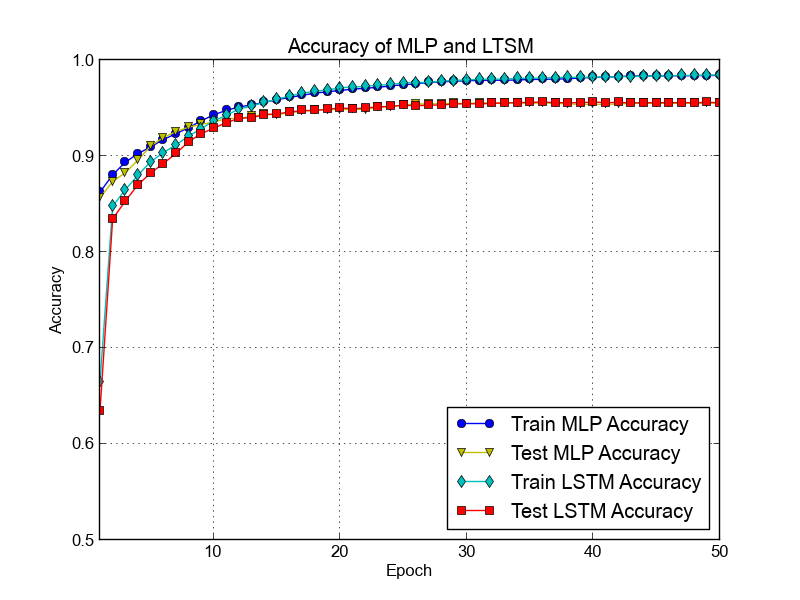 Accuracy of MLP and LTSM
1.0
0.9
0.8
0.7
0.6
0.5
Accuracy
10
20
30
40
50
Epoch
Train MLP Accuracy
Test MLP Accuracy
Train LSTM Accuracy
Test LSTM Accuracy